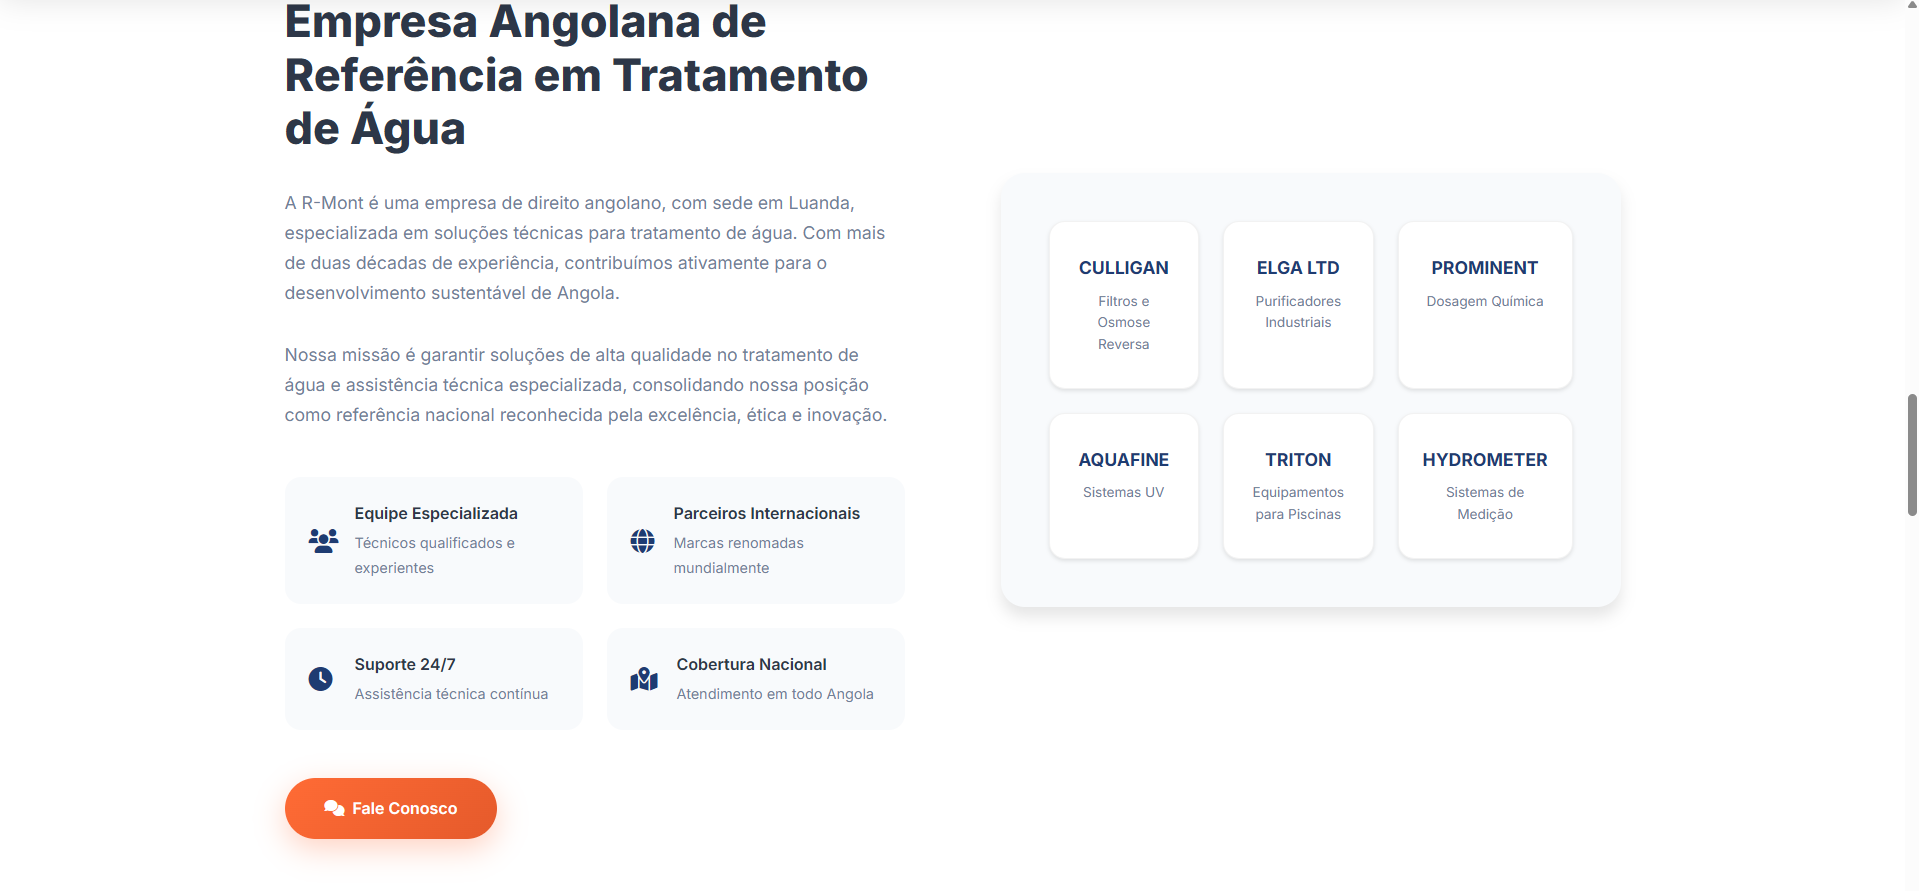 Empresa Angolana de
Referência em Tratamento
de Água
A R-Mont é uma empresa de direito angolano, com sede em Luanda,
especializada em soluções técnicas para tratamento de água. Com mais
de duas décadas de experiência, contribuímos ativamente para o
desenvolvimento sustentável de Angola.
Nossa missão é garantir soluções de alta qualidade no tratamento de
água e assistência técnica especializada, consolidando nossa posição
como referência nacional reconhecida pela excelência, ética e inovação.
Equipe Especializada
Técnicos qualificados e
experientes
Parceiros Internacionais
Marcas renomadas
mundialmente
Suporte 24/7
Assistência técnica contínua
Cobertura Nacional
Atendimento em todo Angola
Fale Conosco
CULLIGAN
Filtros e
Osmose
Reversa
ELGA LTD
Purificadores
Industriais
PROMINENT
Dosagem Química
AQUAFINE
Sistemas UV
TRITON
Equipamentos
para Piscinas
HYDROMETER
Sistemas de
Medição